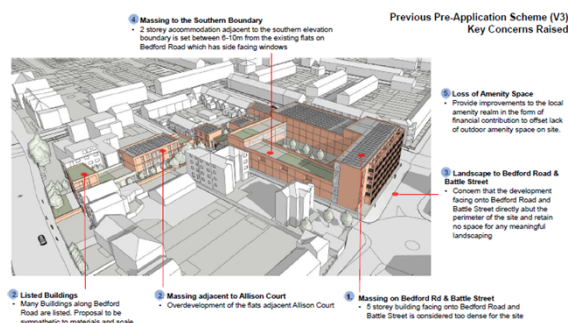 Previous Pre-Application Scheme (V3)
Key Concerns Raised
4 Massing to the Southern Boundary
• 2 storey accommodation adjacent to the southern elevation
boundary is set between 6-10m from the existing flats on
Bedford Road which has side facing windows
5 Loss of Amenity Space
• Provide improvements to the local
amenity realm in the form of
financial contribution to offset lack
of outdoor amenity space on site.
3 Landscape to Bedford Road &
Battle Street
• Concern that the development
facing onto Bedford Road and
Battle Street directly abut the
perimeter of the site and retain
no space for any meaningful
landscaping
2 Listed Buildings
• Many Buildings along Bedford
Road are listed. Proposal to be
sympathetic to materials and scale
2 Massing adjacent to Allison Court
• Overdevelopment of the flats adjacent Allison Court
1. Massing on Bedford Rd & Battle Street
• 5 storey building facing onto Bedford Road and
Battle Street is considered too dense for the site